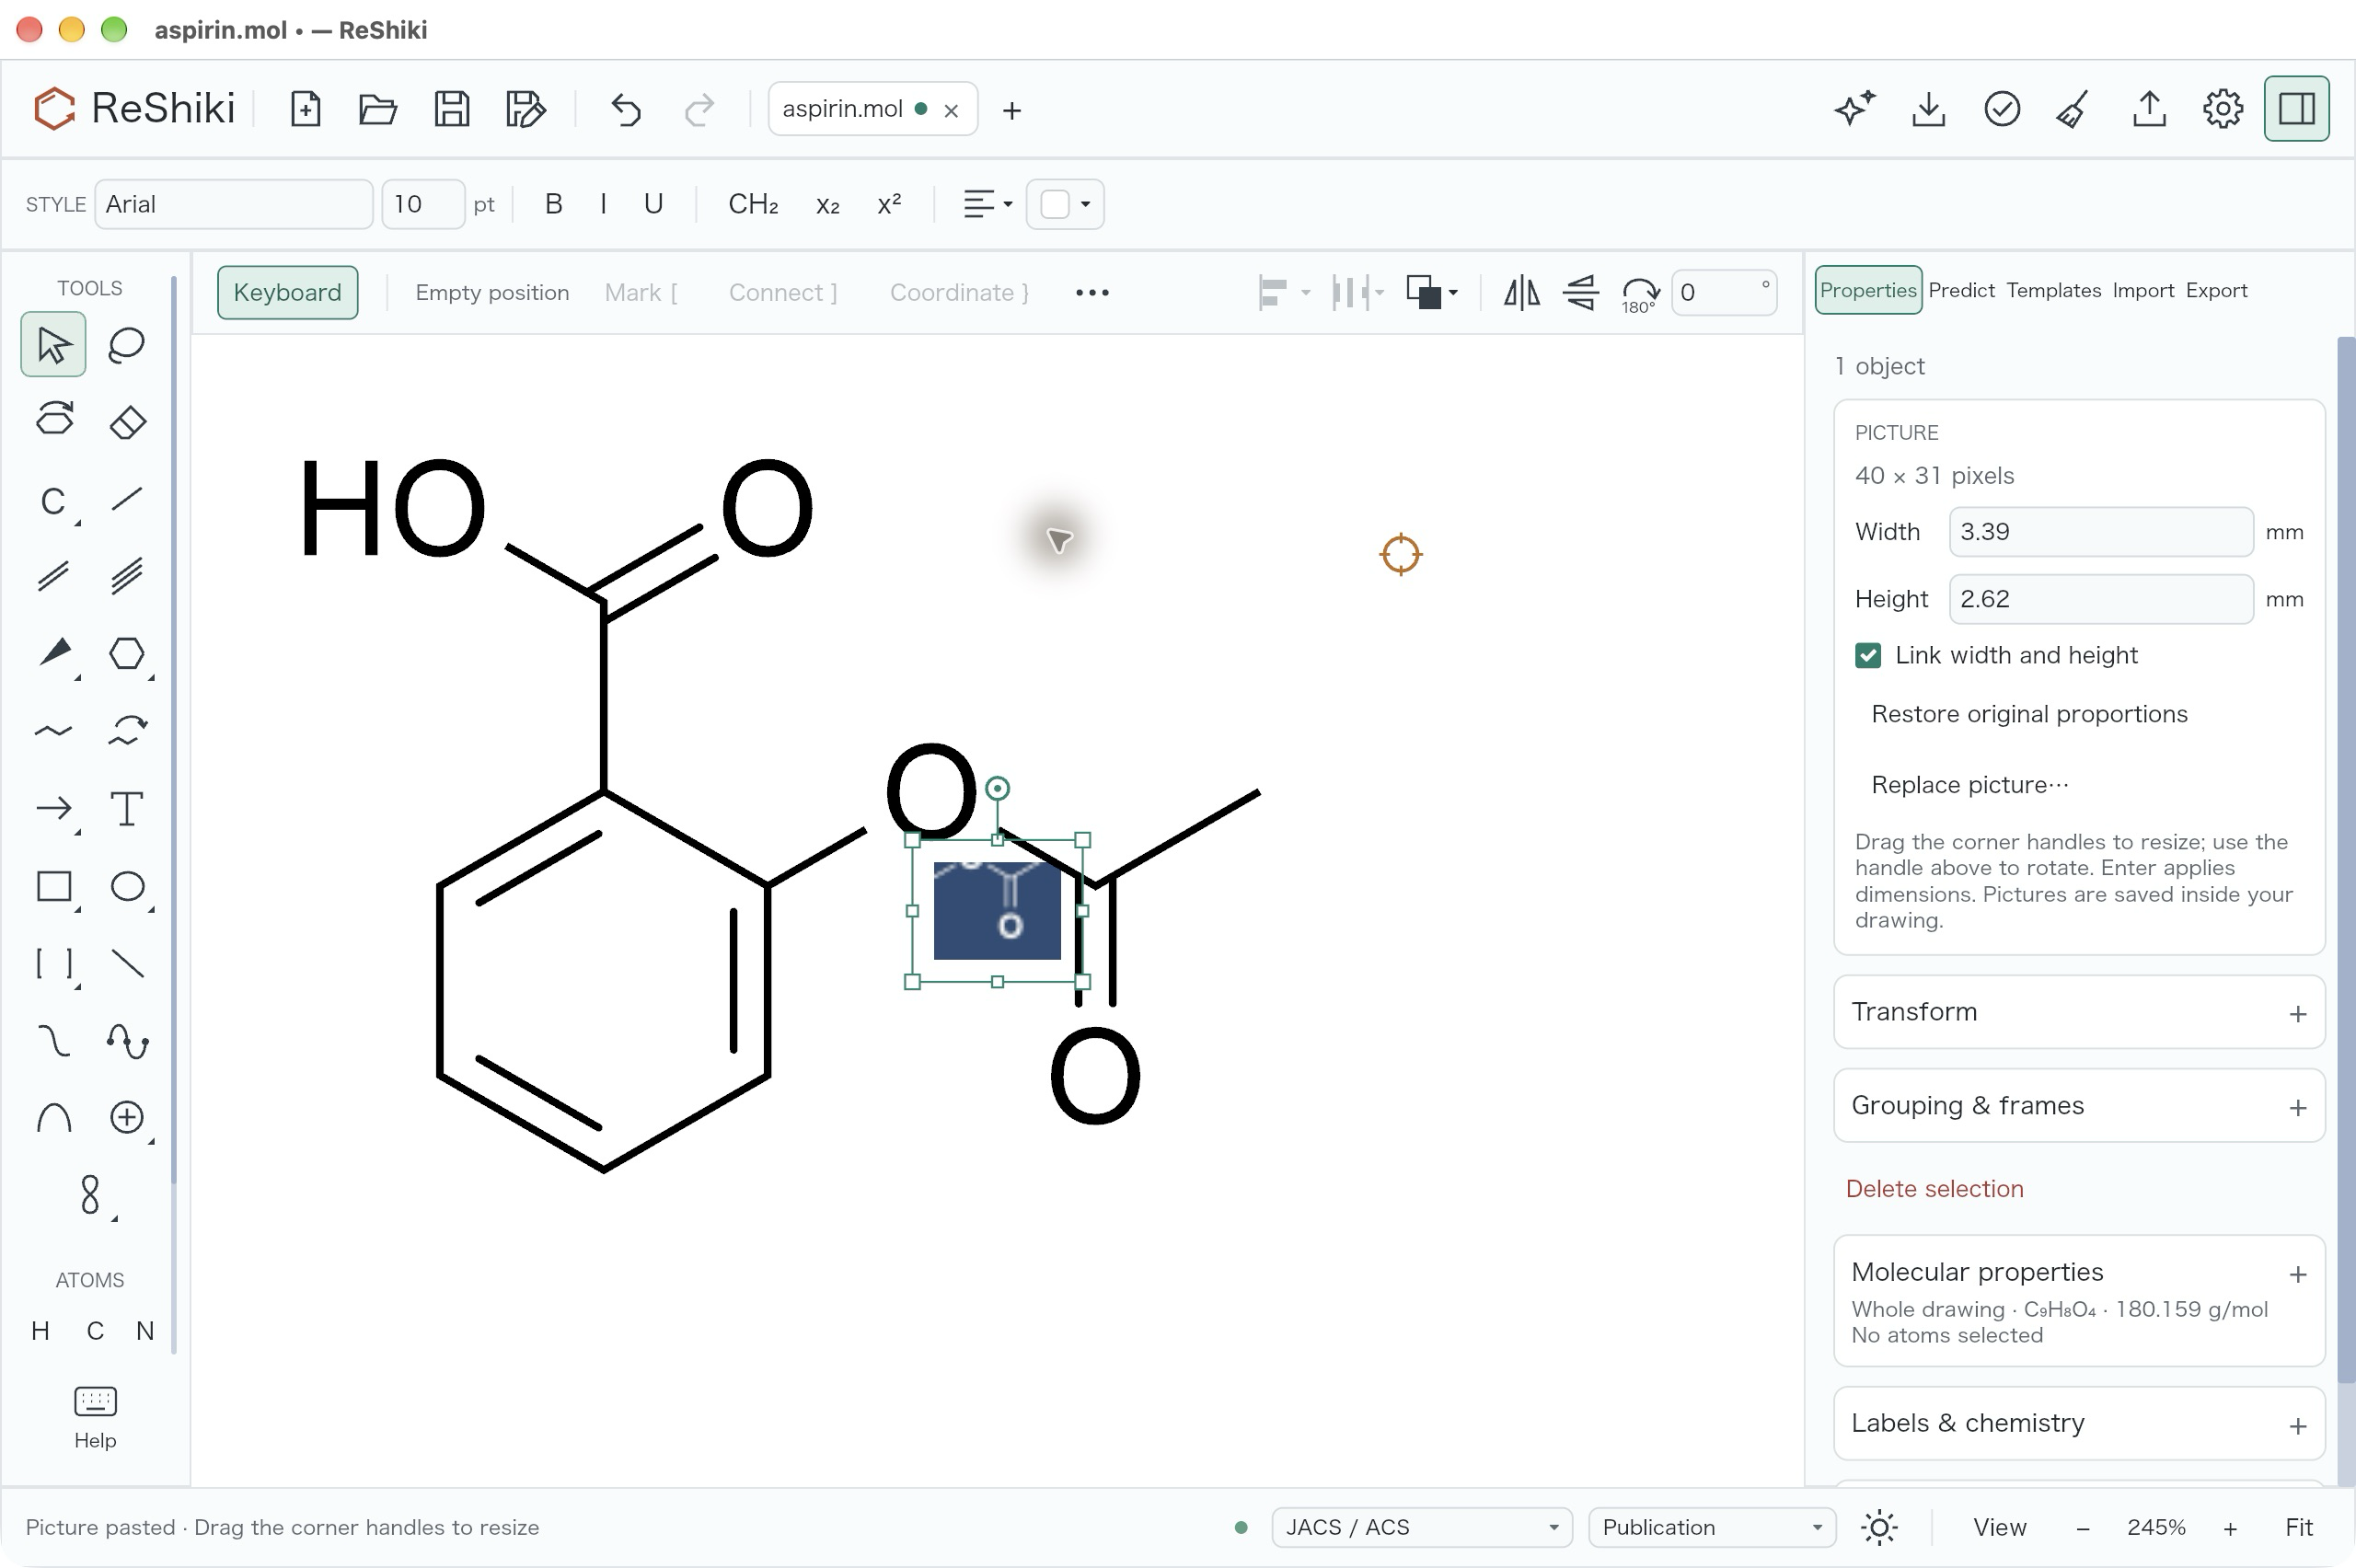 aspirin.mol • — ReShiki
ReShiki
aspirin.mol
STYLE Arial 10 pt B I U CH₂ x₂ x²
TOOLS
Keyboard Empty position Mark [ Connect ] Coordinate } 180° 0 °
Properties Predict Templates Import Export
1 object
PICTURE
40 × 31 pixels
Width 3.39 mm
Height 2.62 mm
Link width and height
Restore original proportions
Replace picture···
Drag the corner handles to resize; use the
handle above to rotate. Enter applies
dimensions. Pictures are saved inside your
drawing.
Transform
Grouping & frames
Delete selection
Molecular properties
Whole drawing · C₉H₈O₄ · 180.159 g/mol
No atoms selected
Labels & chemistry
C
T
HO O
O
O
O
ATOMS
H C N
Help
Picture pasted · Drag the corner handles to resize
JACS / ACS Publication View − 245% + Fit